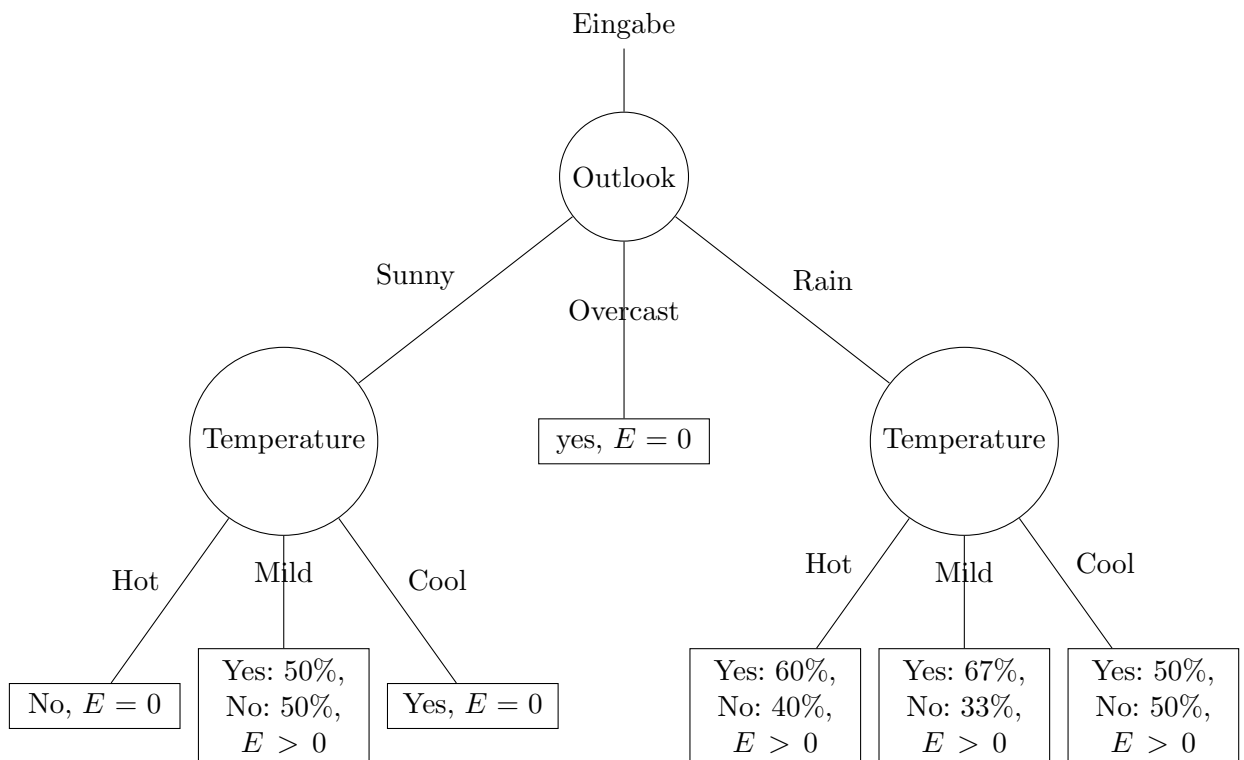 Eingabe
Outlook
Sunny
Overcast
Rain
Temperature
yes, E = 0
Temperature
Hot
Mild
Cool
Hot
Mild
Cool
No, E = 0
Yes: 50%,
No: 50%,
E > 0
Yes, E = 0
Yes: 60%,
No: 40%,
E > 0
Yes: 67%,
No: 33%,
E > 0
Yes: 50%,
No: 50%,
E > 0